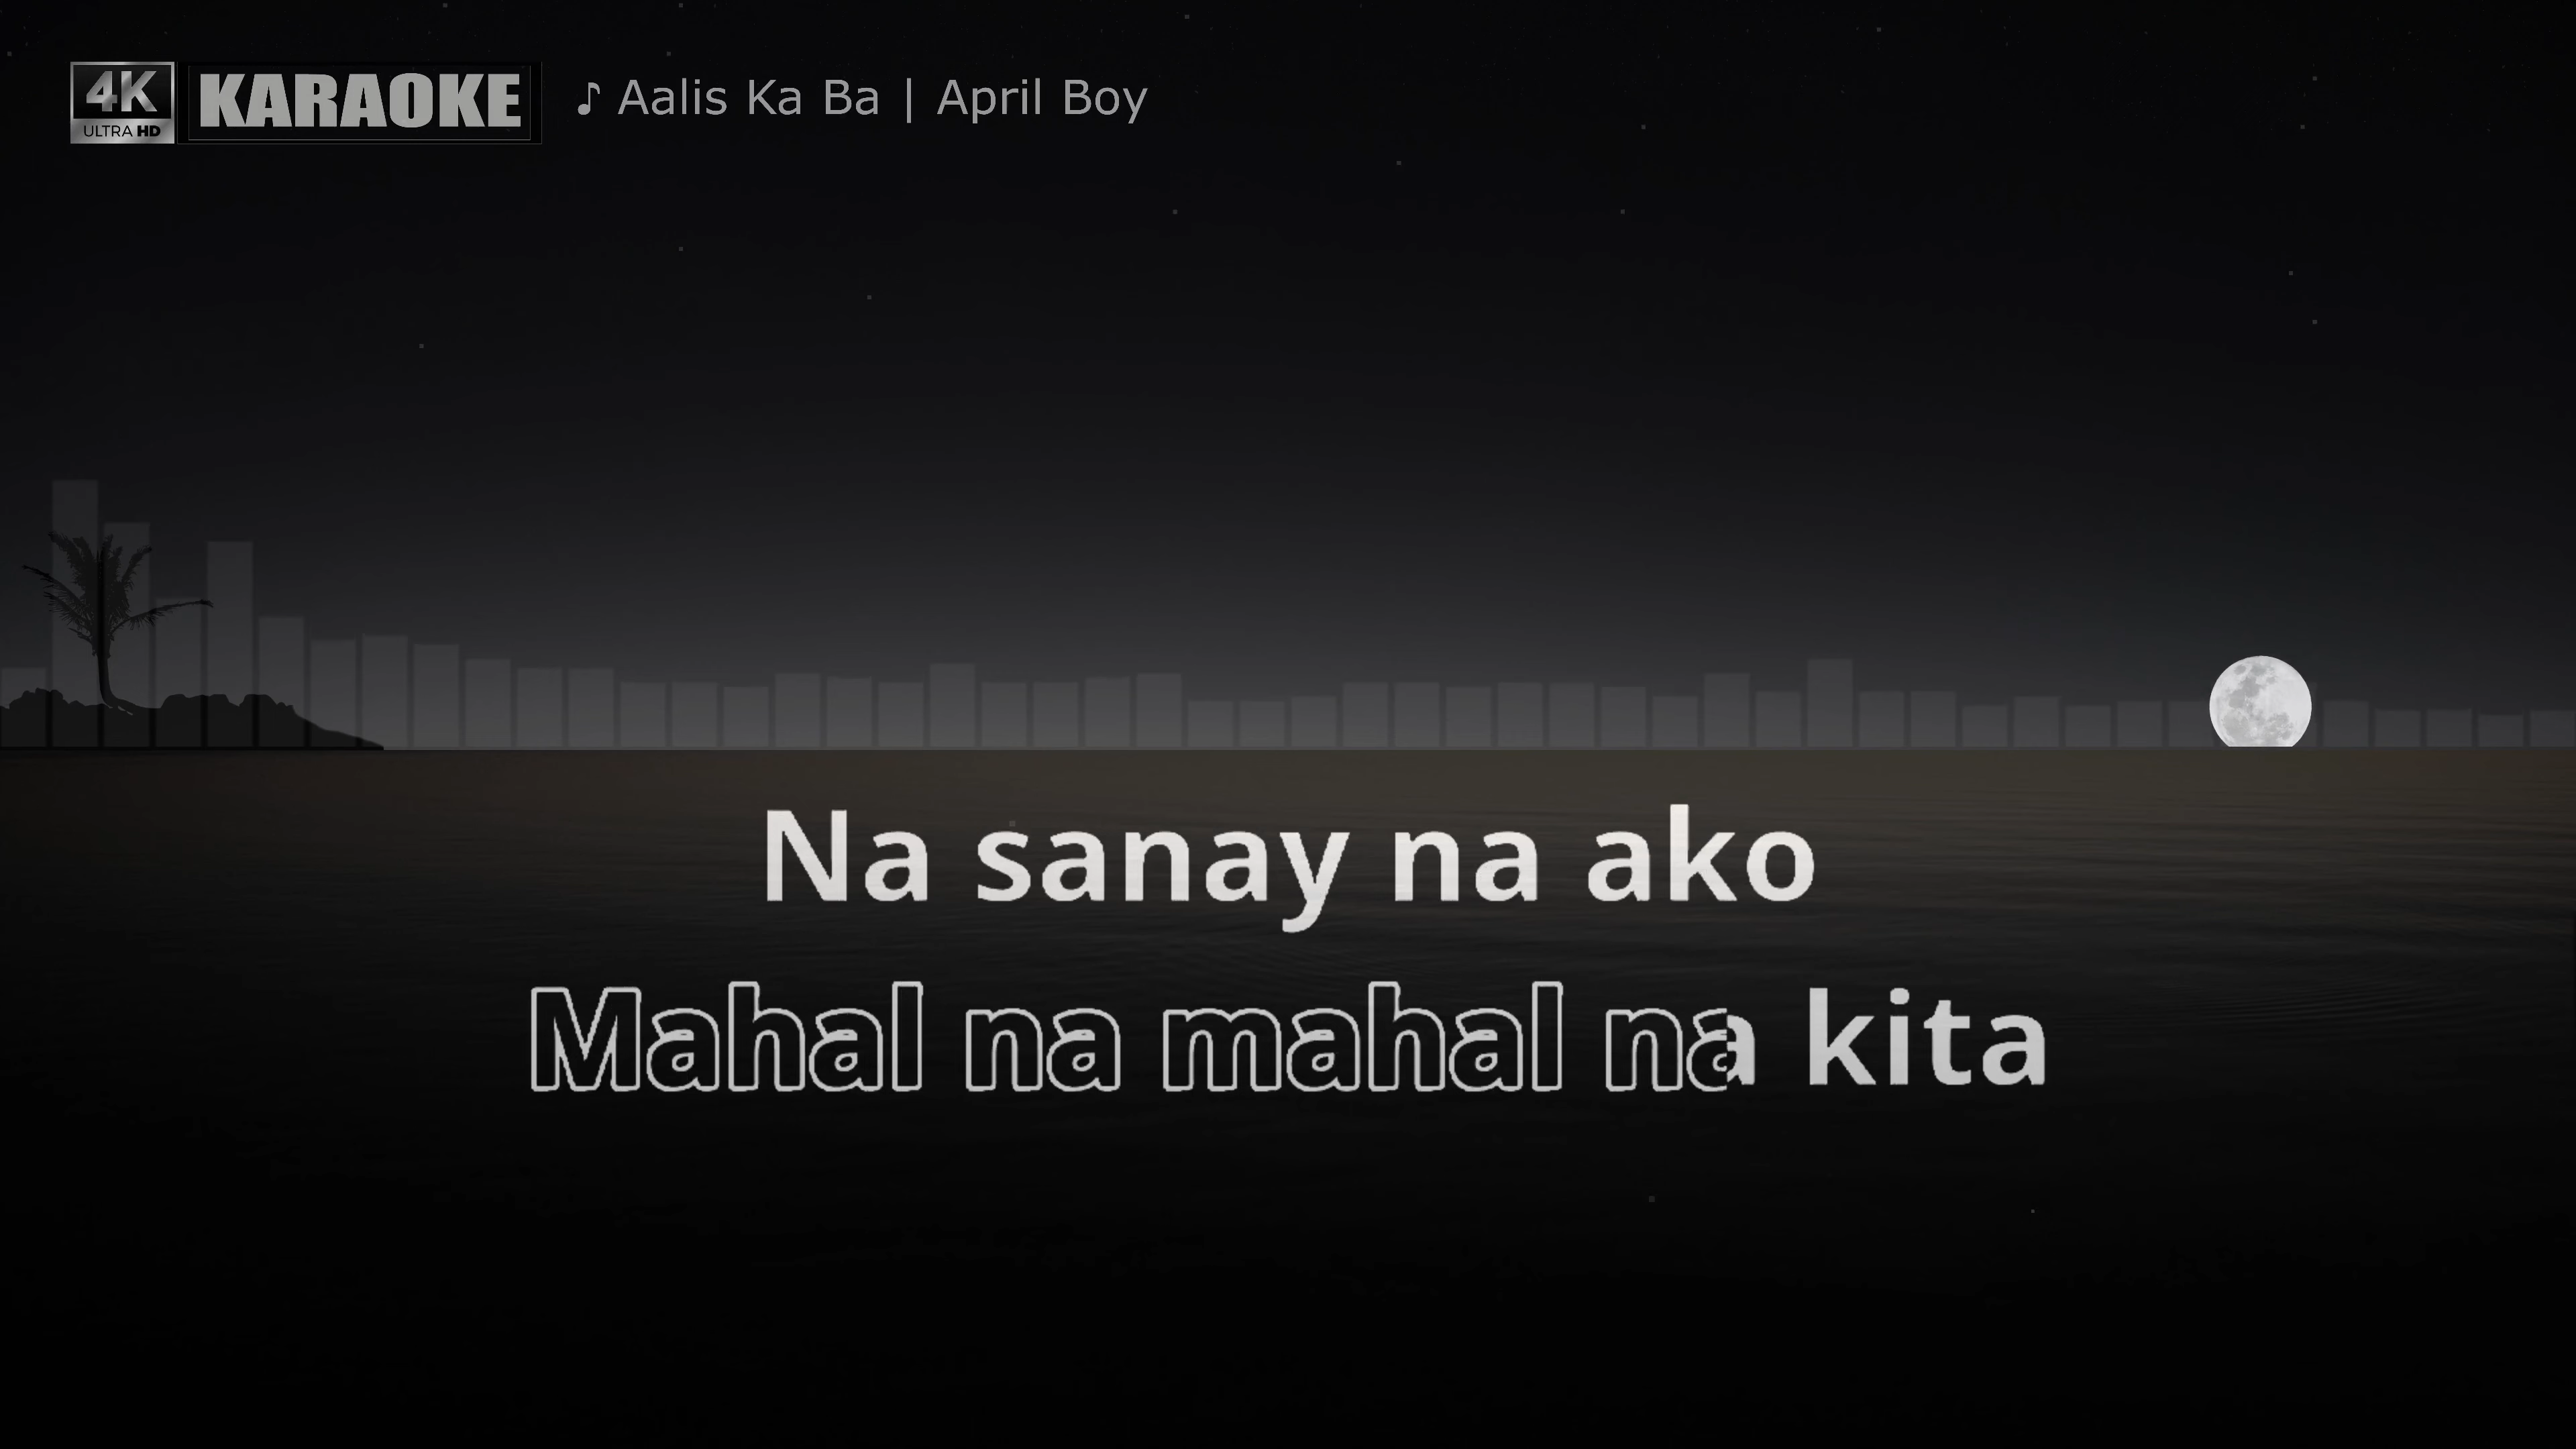 4K ULTRA HD KARAOKE ♪ Aalis Ka Ba | April Boy
Na sanay na ako
Mahal na mahal na kita